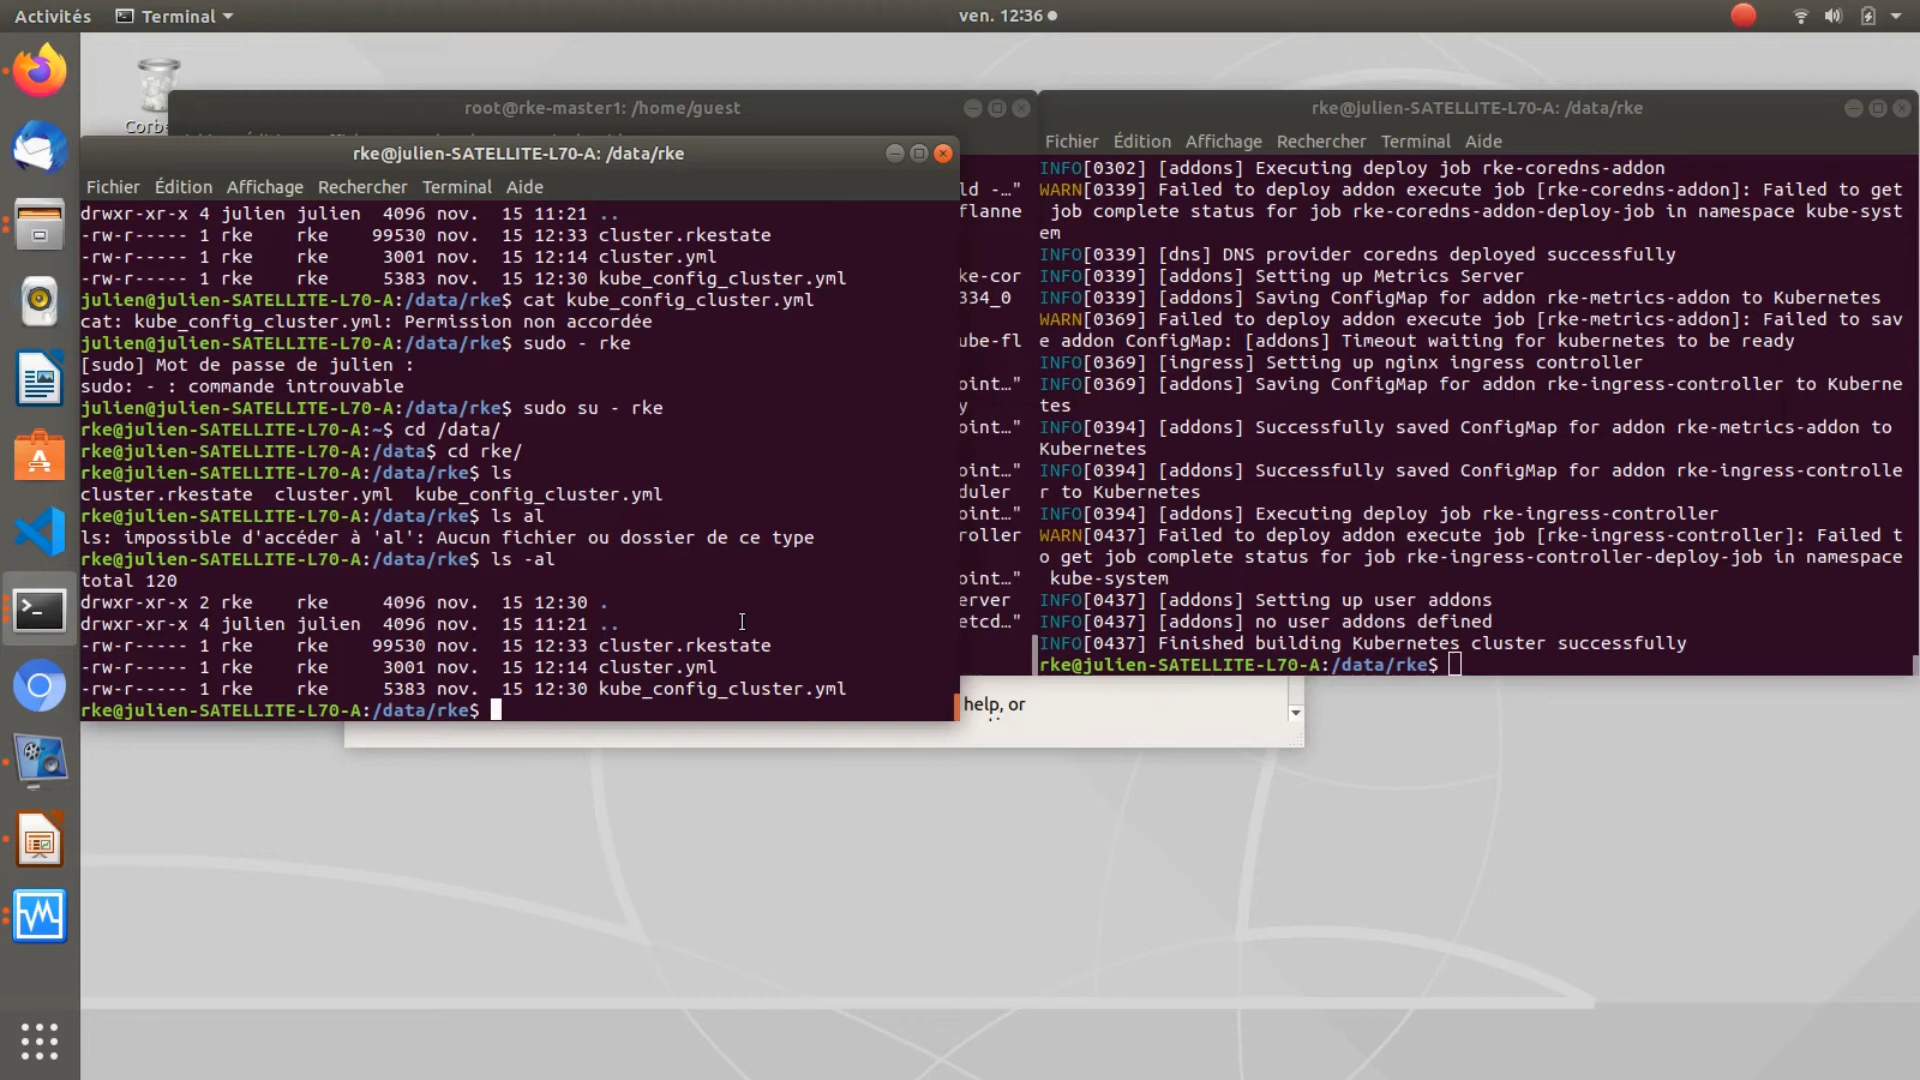 Activités
Terminal
ven. 12:36
root@rke-master1: /home/guest
rke@julien-SATELLITE-L70-A: /data/rke
Fichier Édition Affichage Rechercher Terminal Aide
drwxr-xr-x 4 julien julien 4096 nov. 15 11:21 ..
-rw-r----- 1 rke rke 99530 nov. 15 12:33 cluster.rkestate
-rw-r----- 1 rke rke 3001 nov. 15 12:14 cluster.yml
-rw-r----- 1 rke rke 5383 nov. 15 12:30 kube_config_cluster.yml
julien@julien-SATELLITE-L70-A:/data/rke$ cat kube_config_cluster.yml
cat: kube_config_cluster.yml: Permission non accordée
julien@julien-SATELLITE-L70-A:/data/rke$ sudo - rke
[sudo] Mot de passe de julien :
sudo: - : commande introuvable
julien@julien-SATELLITE-L70-A:/data/rke$ sudo su - rke
rke@julien-SATELLITE-L70-A:~$ cd /data/
rke@julien-SATELLITE-L70-A:/data$ cd rke/
rke@julien-SATELLITE-L70-A:/data/rke$ ls
cluster.rkestate cluster.yml kube_config_cluster.yml
rke@julien-SATELLITE-L70-A:/data/rke$ ls al
ls: impossible d'accéder à 'al': Aucun fichier ou dossier de ce type
rke@julien-SATELLITE-L70-A:/data/rke$ ls -al
total 120
drwxr-xr-x 2 rke rke 4096 nov. 15 12:30 .
drwxr-xr-x 4 julien julien 4096 nov. 15 11:21 ..
-rw-r----- 1 rke rke 99530 nov. 15 12:33 cluster.rkestate
-rw-r----- 1 rke rke 3001 nov. 15 12:14 cluster.yml
-rw-r----- 1 rke rke 5383 nov. 15 12:30 kube_config_cluster.yml
rke@julien-SATELLITE-L70-A:/data/rke$
ld -…"
flanne
ke-cor
334_0
ube-fl
oint…"
y
oint…"
oint…"
duler
oint…"
roller
oint…"
erver
etcd…"
help, or
rke@julien-SATELLITE-L70-A: /data/rke
Fichier Édition Affichage Rechercher Terminal Aide
INFO[0302] [addons] Executing deploy job rke-coredns-addon
WARN[0339] Failed to deploy addon execute job [rke-coredns-addon]: Failed to get
job complete status for job rke-coredns-addon-deploy-job in namespace kube-syst
em
INFO[0339] [dns] DNS provider coredns deployed successfully
INFO[0339] [addons] Setting up Metrics Server
INFO[0339] [addons] Saving ConfigMap for addon rke-metrics-addon to Kubernetes
WARN[0369] Failed to deploy addon execute job [rke-metrics-addon]: Failed to sav
e addon ConfigMap: [addons] Timeout waiting for kubernetes to be ready
INFO[0369] [ingress] Setting up nginx ingress controller
INFO[0369] [addons] Saving ConfigMap for addon rke-ingress-controller to Kuberne
tes
INFO[0394] [addons] Successfully saved ConfigMap for addon rke-metrics-addon to
Kubernetes
INFO[0394] [addons] Successfully saved ConfigMap for addon rke-ingress-controlle
r to Kubernetes
INFO[0394] [addons] Executing deploy job rke-ingress-controller
WARN[0437] Failed to deploy addon execute job [rke-ingress-controller]: Failed t
o get job complete status for job rke-ingress-controller-deploy-job in namespace
kube-system
INFO[0437] [addons] Setting up user addons
INFO[0437] [addons] no user addons defined
INFO[0437] Finished building Kubernetes cluster successfully
rke@julien-SATELLITE-L70-A:/data/rke$